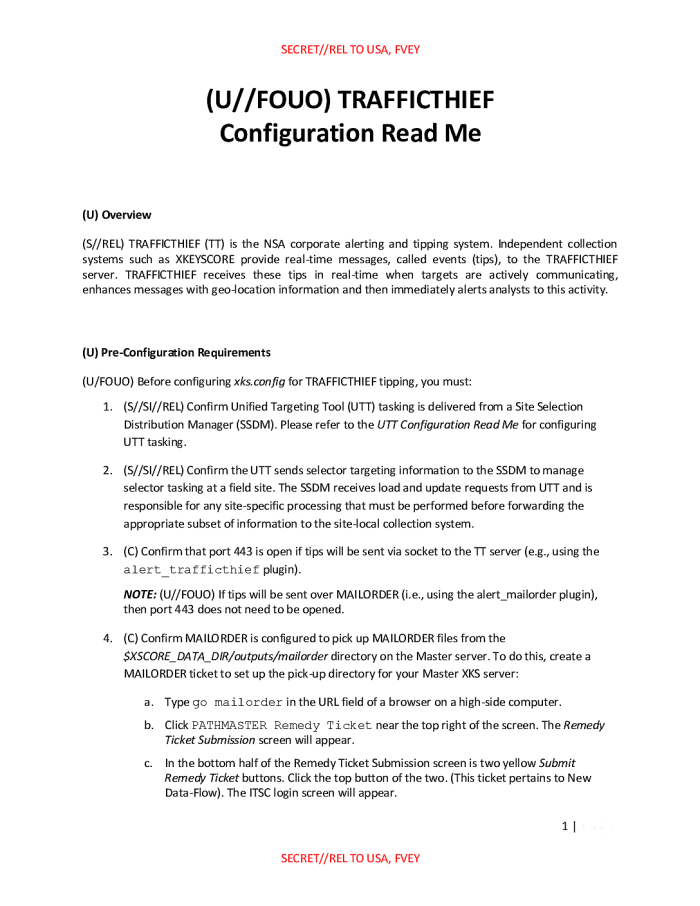 SECRET//REL TO USA, FVEY
(U//FOUO) TRAFFICTHIEF
Configuration Read Me
(U) Overview
(S//REL) TRAFFICTHIEF (TT) is the NSA corporate alerting and tipping system. Independent collection
systems such as XKEYSCORE provide real-time messages, called events (tips), to the TRAFFICTHIEF
server. TRAFFICTHIEF receives these tips in real-time when targets are actively communicating,
enhances messages with geo-location information and then immediately alerts analysts to this activity.
(U) Pre-Configuration Requirements
(U/FOUO) Before configuring xks.config for TRAFFICTHIEF tipping, you must:
1. (S//SI//REL) Confirm Unified Targeting Tool (UTT) tasking is delivered from a Site Selection
Distribution Manager (SSDM). Please refer to the UTT Configuration Read Me for configuring
UTT tasking.
2. (S//SI//REL) Confirm the UTT sends selector targeting information to the SSDM to manage
selector tasking at a field site. The SSDM receives load and update requests from UTT and is
responsible for any site-specific processing that must be performed before forwarding the
appropriate subset of information to the site-local collection system.
3. (C) Confirm that port 443 is open if tips will be sent via socket to the TT server (e.g., using the
alert_trafficthief plugin).
NOTE: (U//FOUO) If tips will be sent over MAILORDER (i.e., using the alert_mailorder plugin),
then port 443 does not need to be opened.
4. (C) Confirm MAILORDER is configured to pick up MAILORDER files from the
$XSCORE_DATA_DIR/outputs/mailorder directory on the Master server. To do this, create a
MAILORDER ticket to set up the pick-up directory for your Master XKS server:
a. Type go mailorder in the URL field of a browser on a high-side computer.
b. Click PATHMASTER Remedy Ticket near the top right of the screen. The Remedy
Ticket Submission screen will appear.
c. In the bottom half of the Remedy Ticket Submission screen is two yellow Submit
Remedy Ticket buttons. Click the top button of the two. (This ticket pertains to New
Data-Flow). The ITSC login screen will appear.
1 |
SECRET//REL TO USA, FVEY